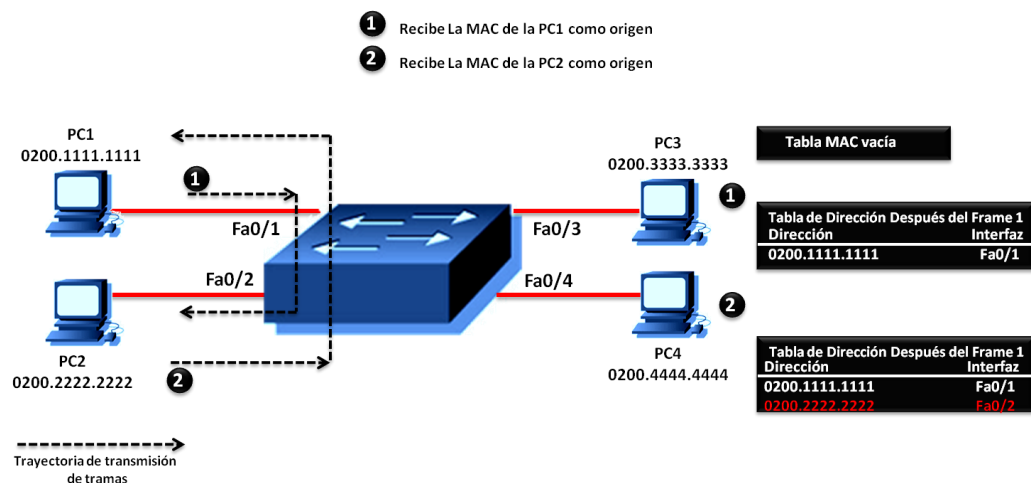 1 Recibe La MAC de la PC1 como origen
2 Recibe La MAC de la PC2 como origen
PC1
0200.1111.1111
1
Fa0/1
Fa0/2
PC2
0200.2222.2222
2
Fa0/3
Fa0/4
PC3
0200.3333.3333
1
2
PC4
0200.4444.4444
Tabla MAC vacía
Tabla de Dirección Después del Frame 1
Dirección Interfaz
0200.1111.1111 Fa0/1
Tabla de Dirección Después del Frame 1
Dirección Interfaz
0200.1111.1111 Fa0/1
0200.2222.2222 Fa0/2
Trayectoria de transmisión
de tramas